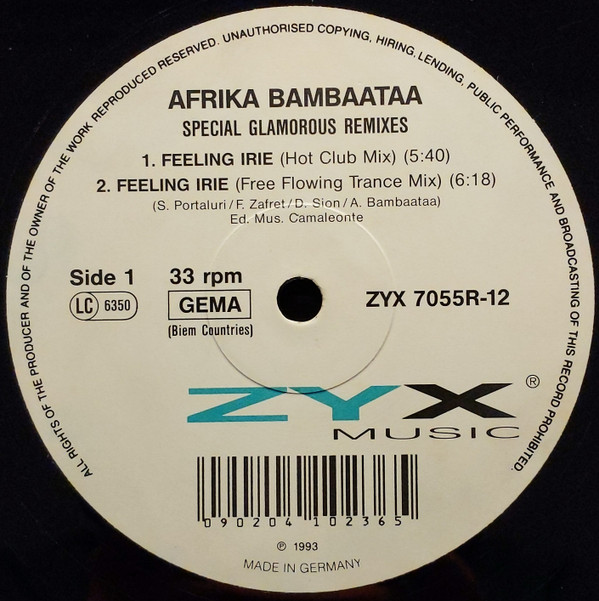 ALL RIGHTS OF THE PRODUCER AND OF THE OWNER OF THE WORK REPRODUCED RESERVED. UNAUTHORISED COPYING, HIRING, LENDING, PUBLIC PERFORMANCE AND BROADCASTING OF THIS RECORD PROHIBITED.
AFRIKA BAMBAATAA
SPECIAL GLAMOROUS REMIXES
1. FEELING IRIE (Hot Club Mix) (5:40)
2. FEELING IRIE (Free Flowing Trance Mix) (6:18)
(S. Portaluri/F. Zafret/D. Sion/A. Bambaataa)
Ed. Mus. Camaleonte
Side 1 33 rpm
LC 6350 GEMA ZYX 7055R-12
(Biem Countries)
ZYX ®
MUSIC
090204 102365
℗ 1993
MADE IN GERMANY